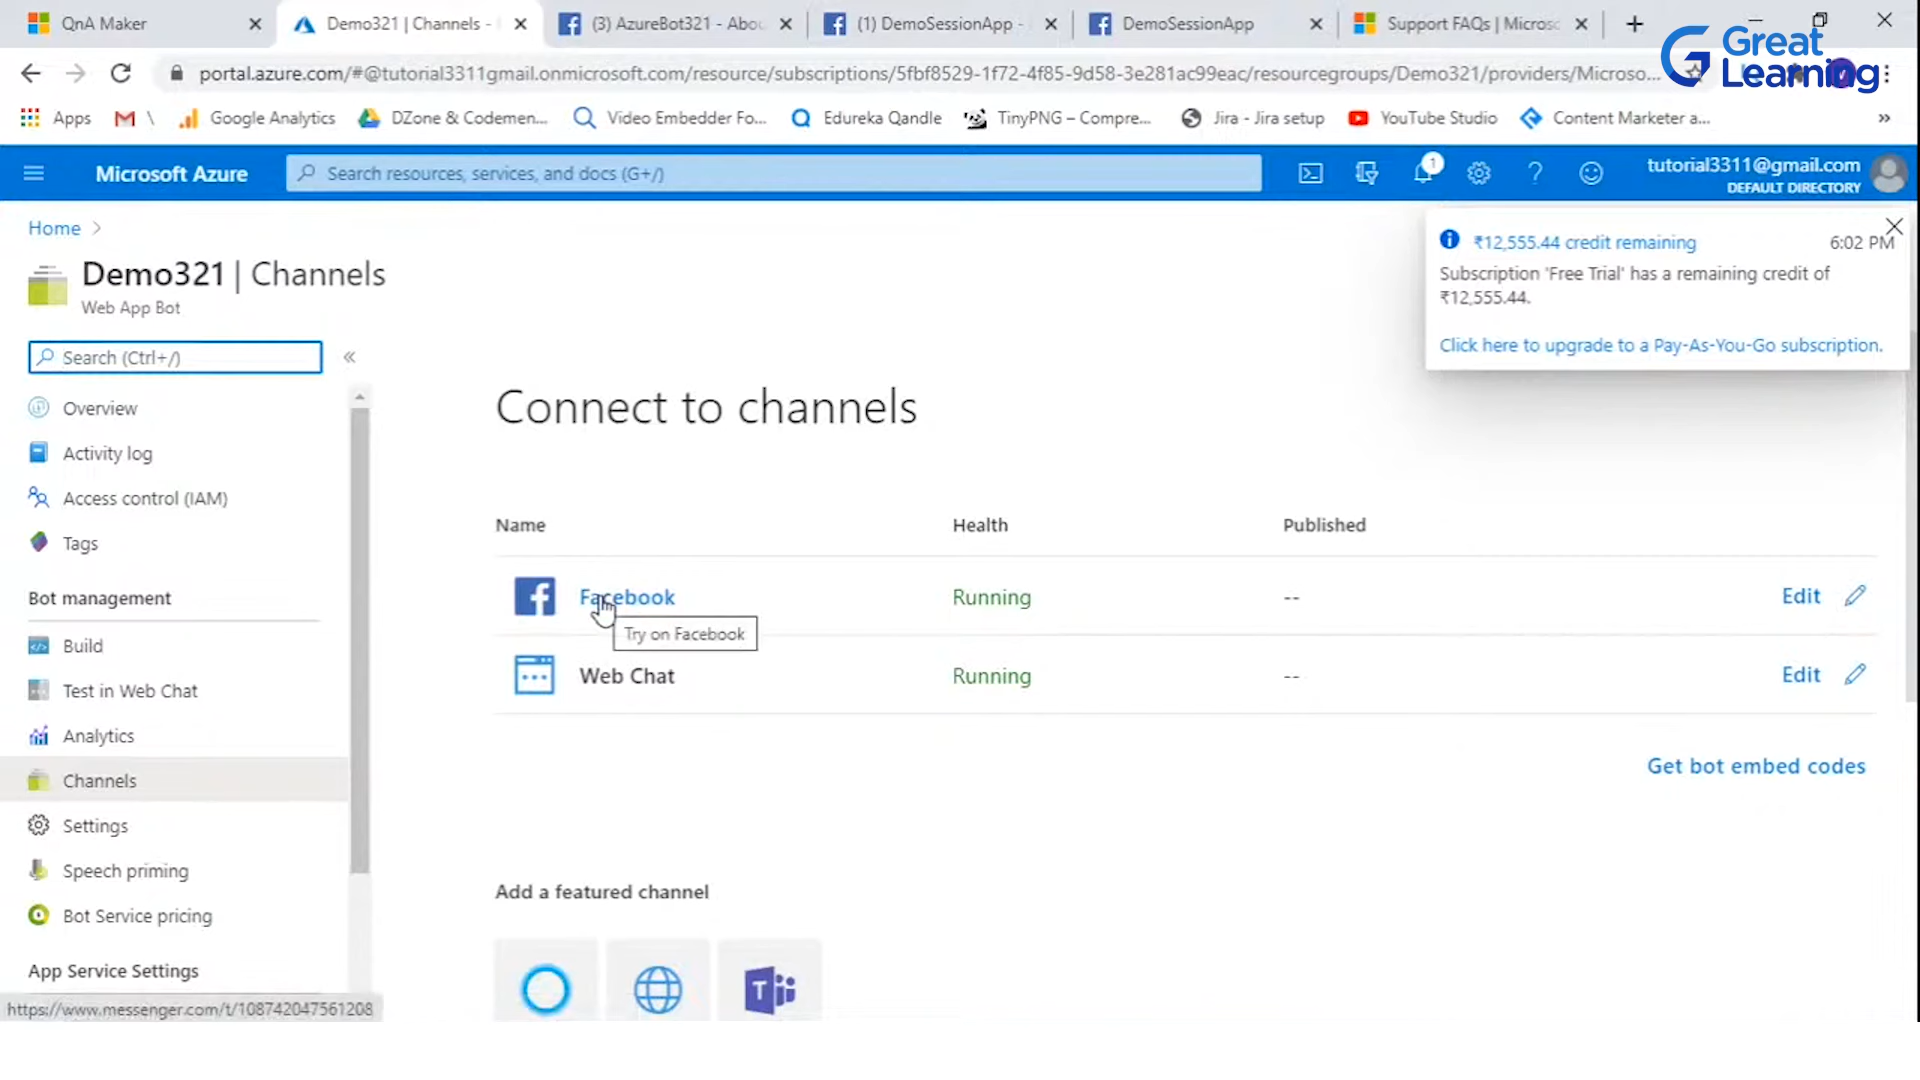 QnA Maker
Demo321 | Channels -
(3) AzureBot321 - Abou
(1) DemoSessionApp -
DemoSessionApp
Support FAQs | Microso
Great Learning
portal.azure.com/#@tutorial3311gmail.onmicrosoft.com/resource/subscriptions/5fbf8529-1f72-4f85-9d58-3e281ac99eac/resourcegroups/Demo321/providers/Microso...
Apps
\
Google Analytics
DZone & Codemen...
Video Embedder Fo...
Edureka Qandle
TinyPNG – Compre...
Jira - Jira setup
YouTube Studio
Content Marketer a...
»
Microsoft Azure
Search resources, services, and docs (G+/)
1
tutorial3311@gmail.com
DEFAULT DIRECTORY
Home >
₹12,555.44 credit remaining 6:02 PM
Subscription 'Free Trial' has a remaining credit of
₹12,555.44.
Click here to upgrade to a Pay-As-You-Go subscription.
Demo321 | Channels
Web App Bot
Search (Ctrl+/)
«
Overview
Activity log
Access control (IAM)
Tags
Bot management
Build
Test in Web Chat
Analytics
Channels
Settings
Speech priming
Bot Service pricing
App Service Settings
https://www.messenger.com/t/108742047561208
Connect to channels
Name Health Published
Facebook Running -- Edit
Try on Facebook
Web Chat Running -- Edit
Get bot embed codes
Add a featured channel